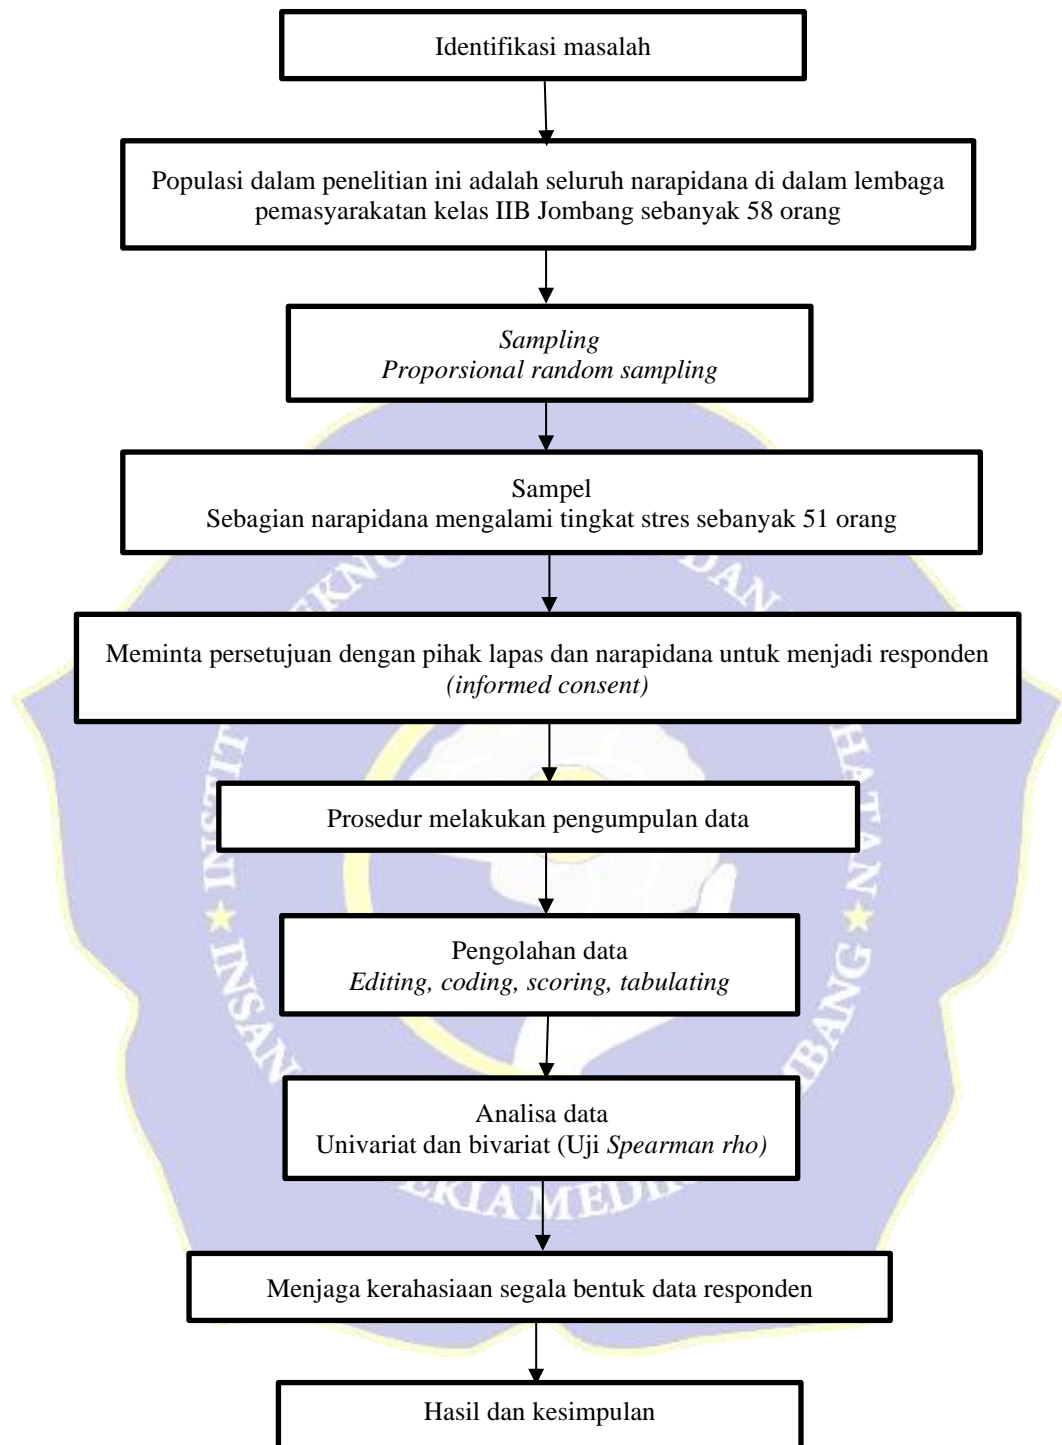 Identifikasi masalah
Populasi dalam penelitian ini adalah seluruh narapidana di dalam lembaga
pemasyarakatan kelas IIB Jombang sebanyak 58 orang
Sampling
Proporsional random sampling
Sampel
Sebagian narapidana mengalami tingkat stres sebanyak 51 orang
Meminta persetujuan dengan pihak lapas dan narapidana untuk menjadi responden
(informed consent)
Prosedur melakukan pengumpulan data
Pengolahan data
Editing, coding, scoring, tabulating
Analisa data
Univariat dan bivariat (Uji Spearman rho)
Menjaga kerahasiaan segala bentuk data responden
Hasil dan kesimpulan
INSAN
DAN